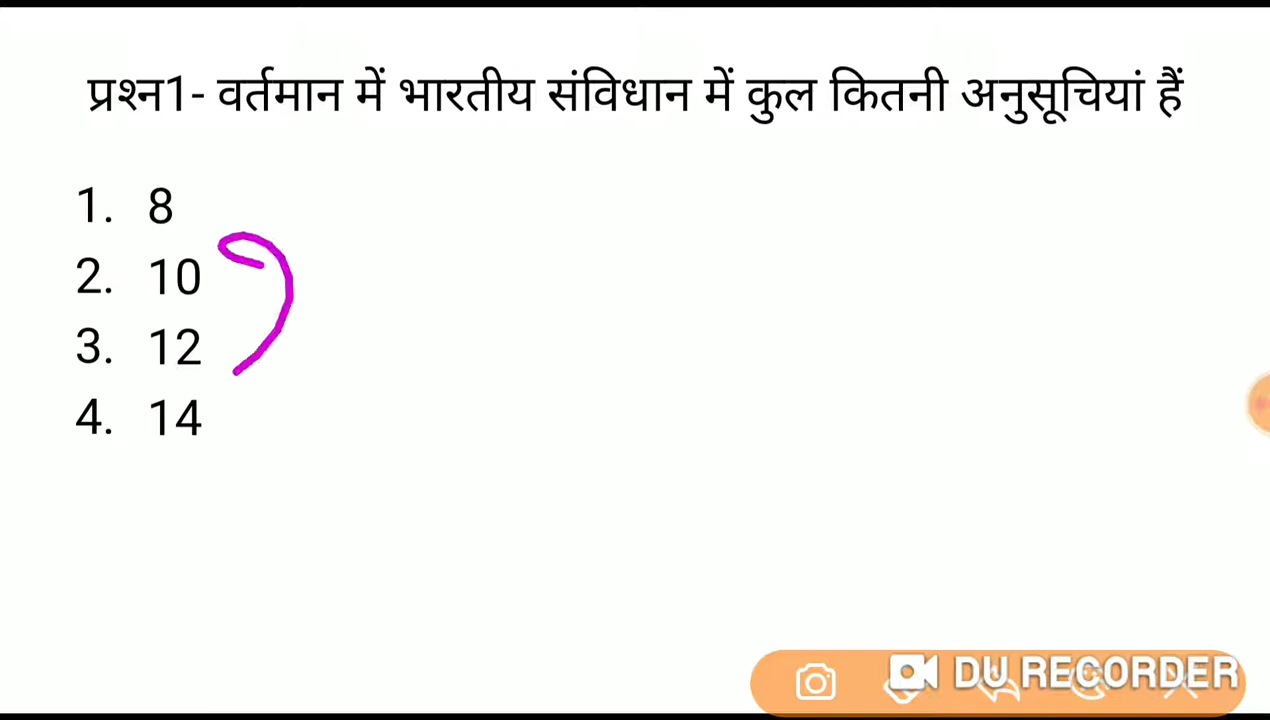 प्रश्न1- वर्तमान में भारतीय संविधान में कुल कितनी अनुसूचियां हैं
1. 8
2. 10
3. 12
4. 14
DU RECORDER